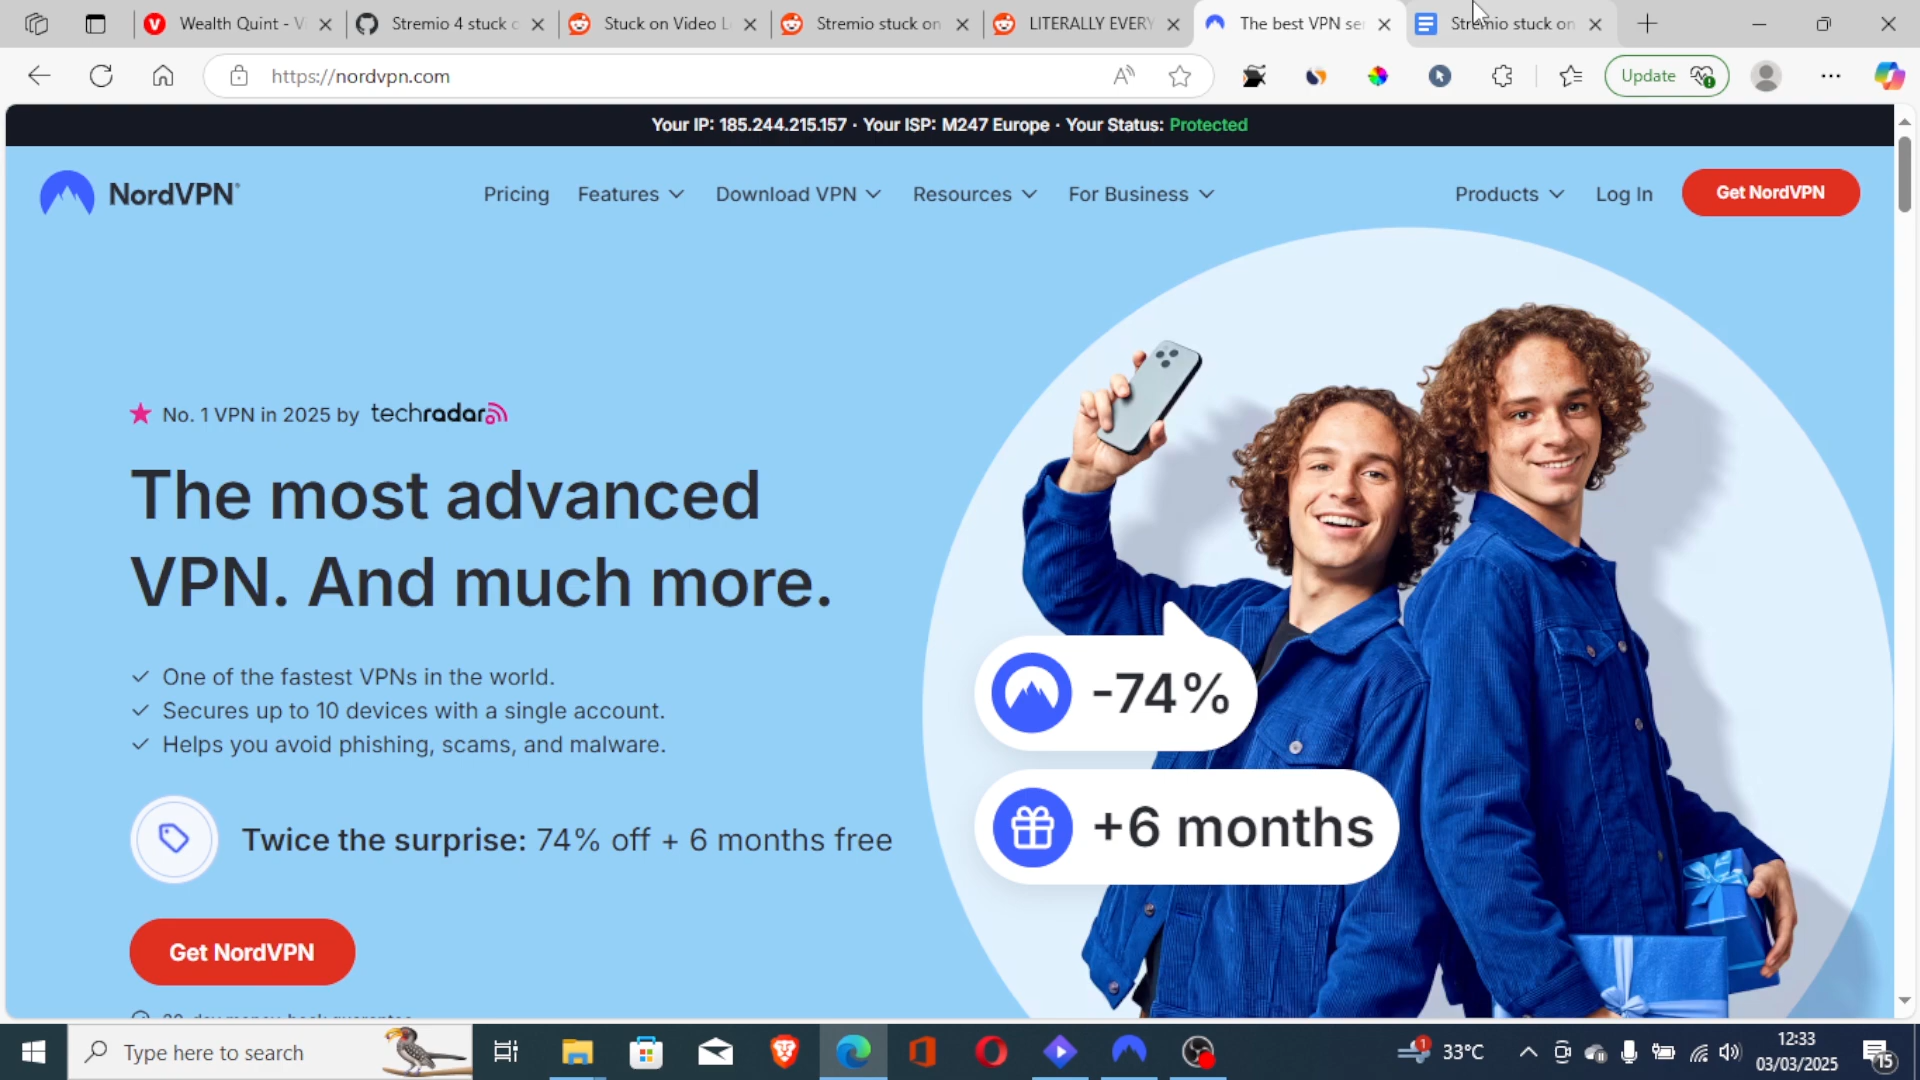 Wealth Quint - V
Stremio 4 stuck o
Stuck on Video L
Stremio stuck on
LITERALLY EVERY
The best VPN se
Stremio stuck on
https://nordvpn.com
Update
Your IP: 185.244.215.157 · Your ISP: M247 Europe · Your Status: Protected
NordVPN®
Pricing
Features
Download VPN
Resources
For Business
Products
Log In
Get NordVPN
No. 1 VPN in 2025 by techradar
The most advanced
VPN. And much more.
One of the fastest VPNs in the world.
Secures up to 10 devices with a single account.
Helps you avoid phishing, scams, and malware.
-74%
+6 months
Twice the surprise: 74% off + 6 months free
Get NordVPN
Type here to search
1
33°C
12:33
03/03/2025
15